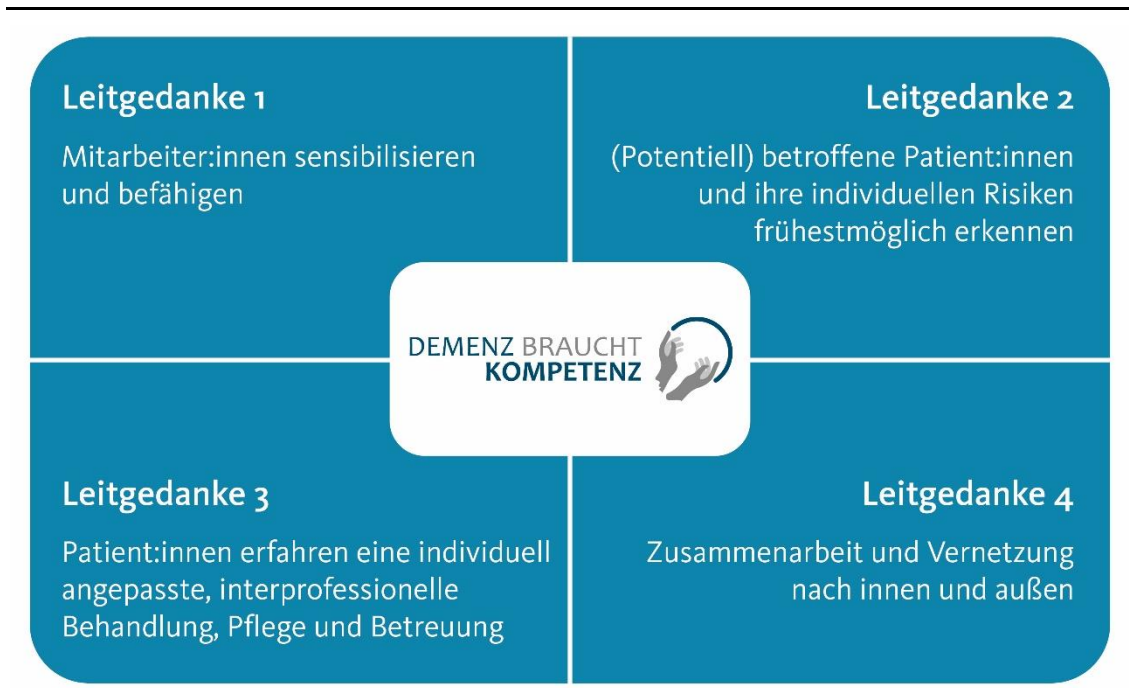 Leitgedanke 1
Mitarbeiter:innen sensibilisieren
und befähigen
Leitgedanke 2
(Potentiell) betroffene Patient:innen
und ihre individuellen Risiken
frühestmöglich erkennen
DEMENZ BRAUCHT
KOMPETENZ
Leitgedanke 3
Patient:innen erfahren eine individuell
angepasste, interprofessionelle
Behandlung, Pflege und Betreuung
Leitgedanke 4
Zusammenarbeit und Vernetzung
nach innen und außen